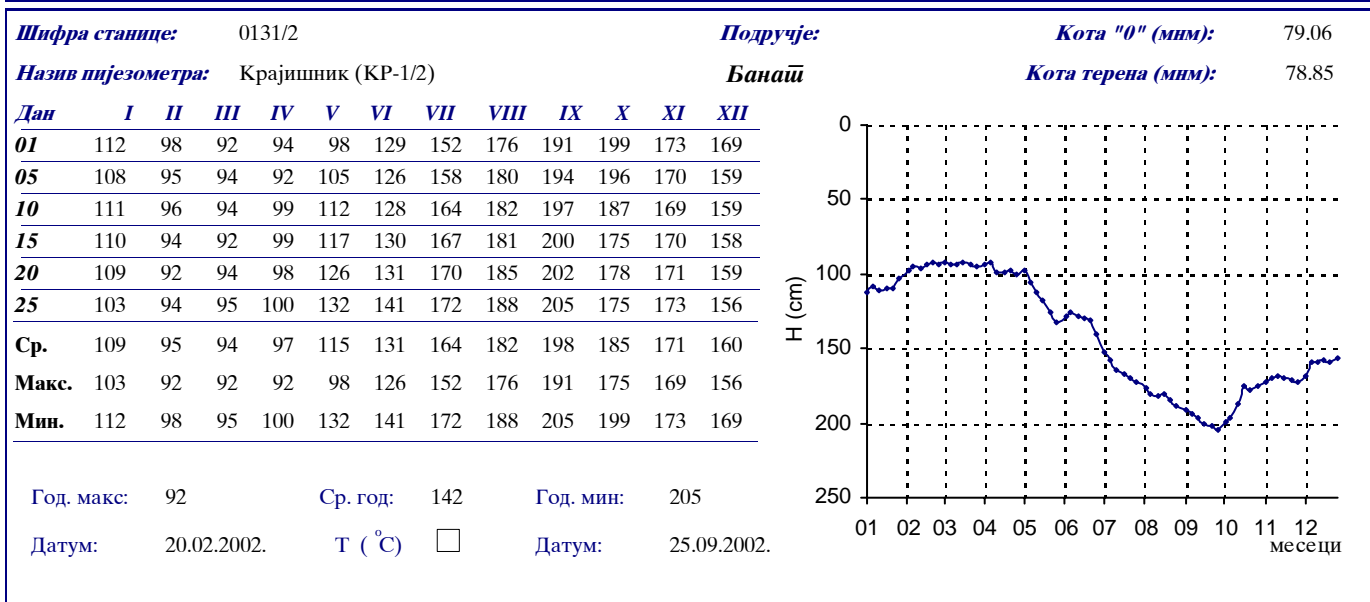 Шифра станице: 0131/2 Подручје: Кота "0" (мнм): 79.06
Назив пијезометра: Крајишник (KP-1/2) Банат Кота терена (мнм): 78.85
Дан I II III IV V VI VII VIII IX X XI XII
01 112 98 92 94 98 129 152 176 191 199 173 169
05 108 95 94 92 105 126 158 180 194 196 170 159
10 111 96 94 99 112 128 164 182 197 187 169 159
15 110 94 92 99 117 130 167 181 200 175 170 158
20 109 92 94 98 126 131 170 185 202 178 171 159
25 103 94 95 100 132 141 172 188 205 175 173 156
Ср. 109 95 94 97 115 131 164 182 198 185 171 160
Макс. 103 92 92 92 98 126 152 176 191 175 169 156
Мин. 112 98 95 100 132 141 172 188 205 199 173 169
Год. макс: 92 Ср. год: 142 Год. мин: 205
Датум: 20.02.2002. T (°C) Датум: 25.09.2002.
0
50
100
150
200
250
H (cm)
01 02 03 04 05 06 07 08 09 10 11 12
месеци